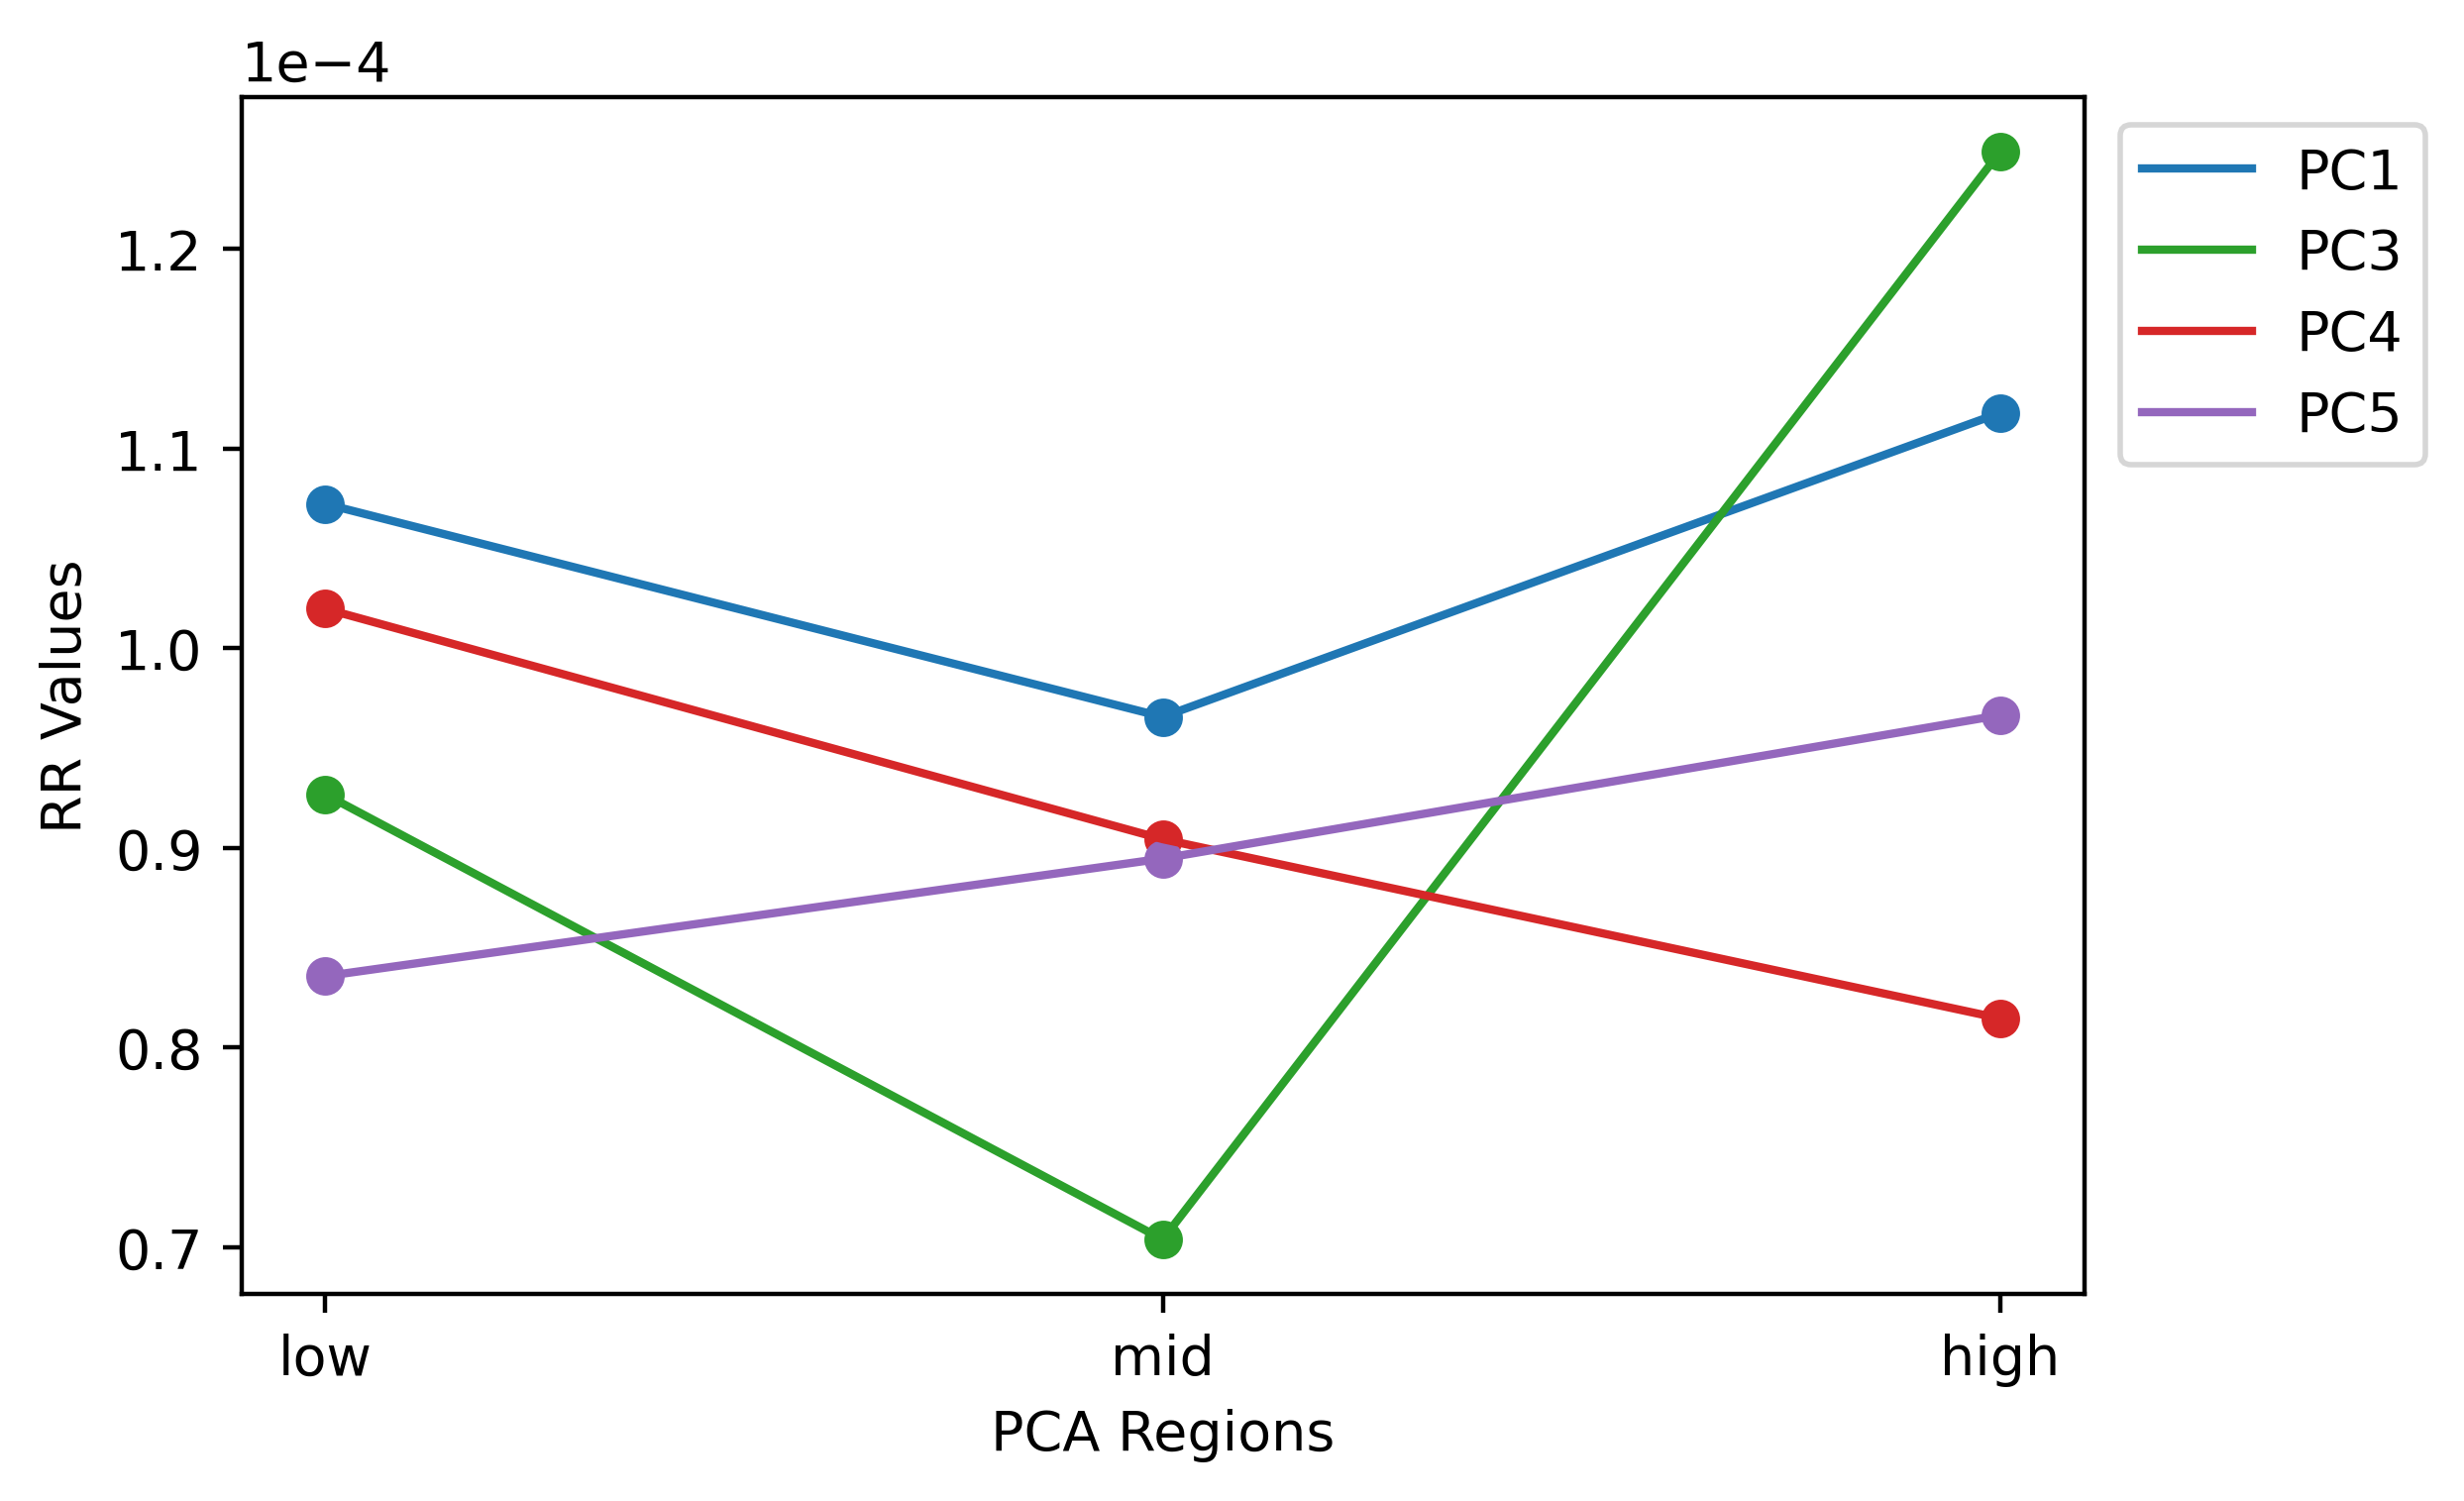 1e−4
1.2
1.1
1.0
0.9
0.8
0.7
RR Values
low
mid
high
PCA Regions
PC1
PC3
PC4
PC5